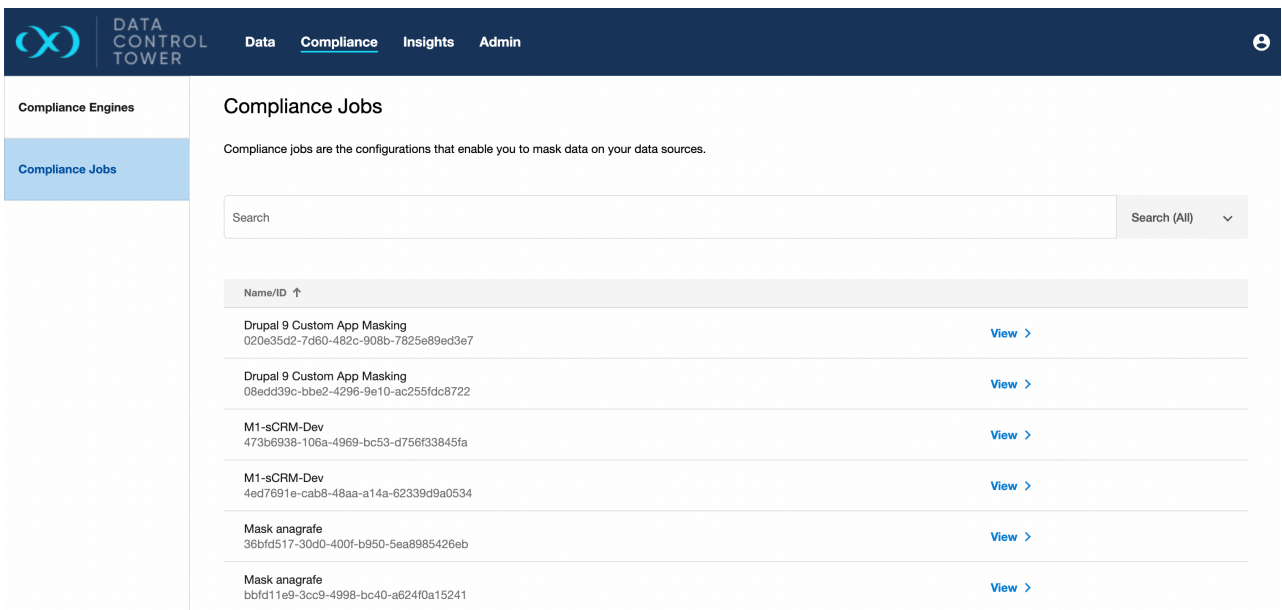 DATA
CONTROL
TOWER
Data Compliance Insights Admin
Compliance Engines
Compliance Jobs
Compliance Jobs
Compliance jobs are the configurations that enable you to mask data on your data sources.
Search Search (All)
Name/ID
Drupal 9 Custom App Masking
020e35d2-7d60-482c-908b-7825e89ed3e7
View
Drupal 9 Custom App Masking
08edd39c-bbe2-4296-9e10-ac255fdc8722
View
M1-sCRM-Dev
473b6938-106a-4969-bc53-d756f33845fa
View
M1-sCRM-Dev
4ed7691e-cab8-48aa-a14a-62339d9a0534
View
Mask anagrafe
36bfd517-30d0-400f-b950-5ea8985426eb
View
Mask anagrafe
bbfd11e9-3cc9-4998-bc40-a624f0a15241
View